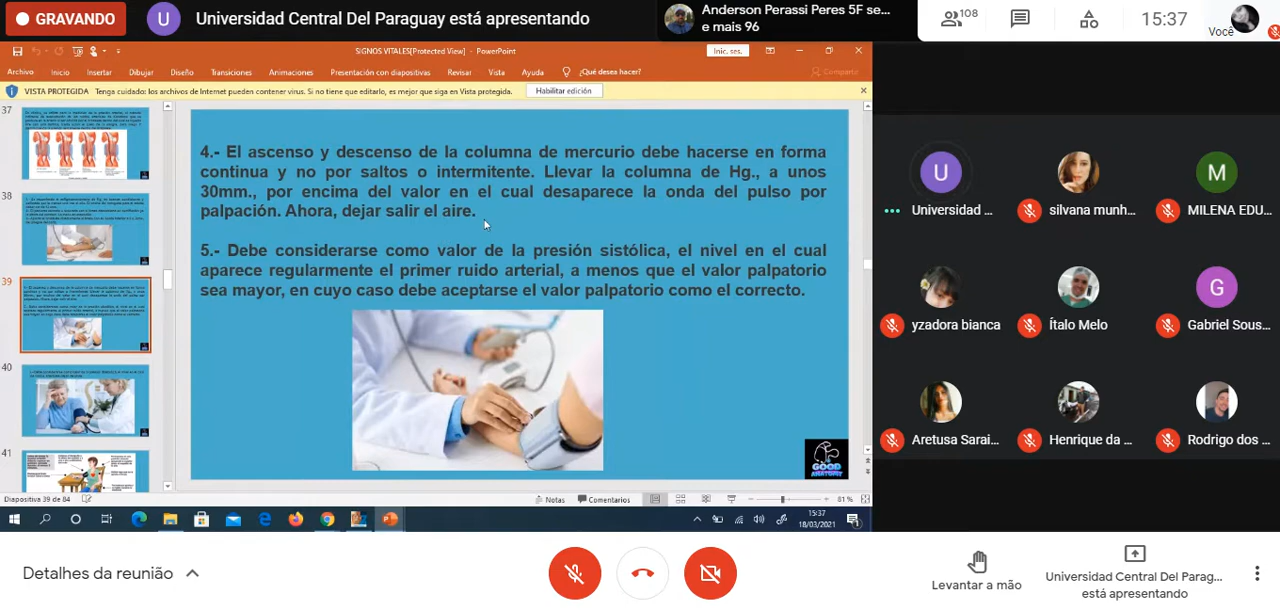 GRAVANDO
U
Universidad Central Del Paraguay está apresentando
Anderson Perassi Peres 5F se...
e mais 96
108
15:37
Você
SIGNOS VITALES[Protected View] - PowerPoint
Inic. ses.
Archivo Inicio Insertar Dibujar Diseño Transiciones Animaciones Presentación con diapositivas Revisar Vista Ayuda ¿Qué desea hacer? Compartir
VISTA PROTEGIDA Tenga cuidado: los archivos de Internet pueden contener virus. Si no tiene que editarlo, es mejor que siga en Vista protegida. Habilitar edición
37
38
39
40
41
4.- El ascenso y descenso de la columna de mercurio debe hacerse en forma
continua y no por saltos o intermitente. Llevar la columna de Hg., a unos
30mm., por encima del valor en el cual desaparece la onda del pulso por
palpación. Ahora, dejar salir el aire.
5.- Debe considerarse como valor de la presión sistólica, el nivel en el cual
aparece regularmente el primer ruido arterial, a menos que el valor palpatorio
sea mayor, en cuyo caso debe aceptarse el valor palpatorio como el correcto.
GOOD
ANATOMY
Diapositiva 39 de 84
Notas Comentarios 81 %
15:37
18/03/2021
U
Universidad ...
silvana munh...
M
MILENA EDU...
yzadora bianca
Ítalo Melo
G
Gabriel Sous...
Aretusa Sarai...
Henrique da ...
Rodrigo dos ...
Detalhes da reunião
Levantar a mão
Universidad Central Del Parag...
está apresentando